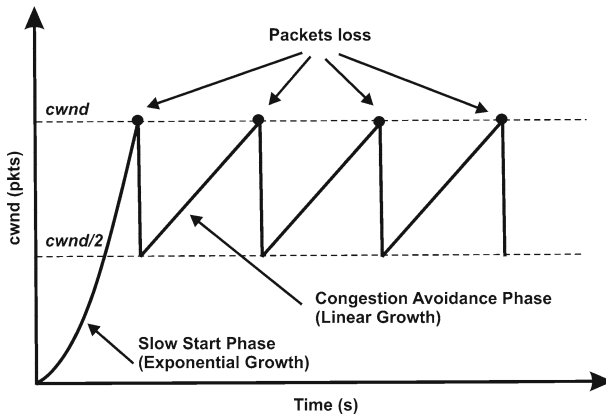 Packets loss
cwnd
cwnd (pkts)
cwnd/2
Congestion Avoidance Phase
(Linear Growth)
Slow Start Phase
(Exponential Growth)
Time (s)